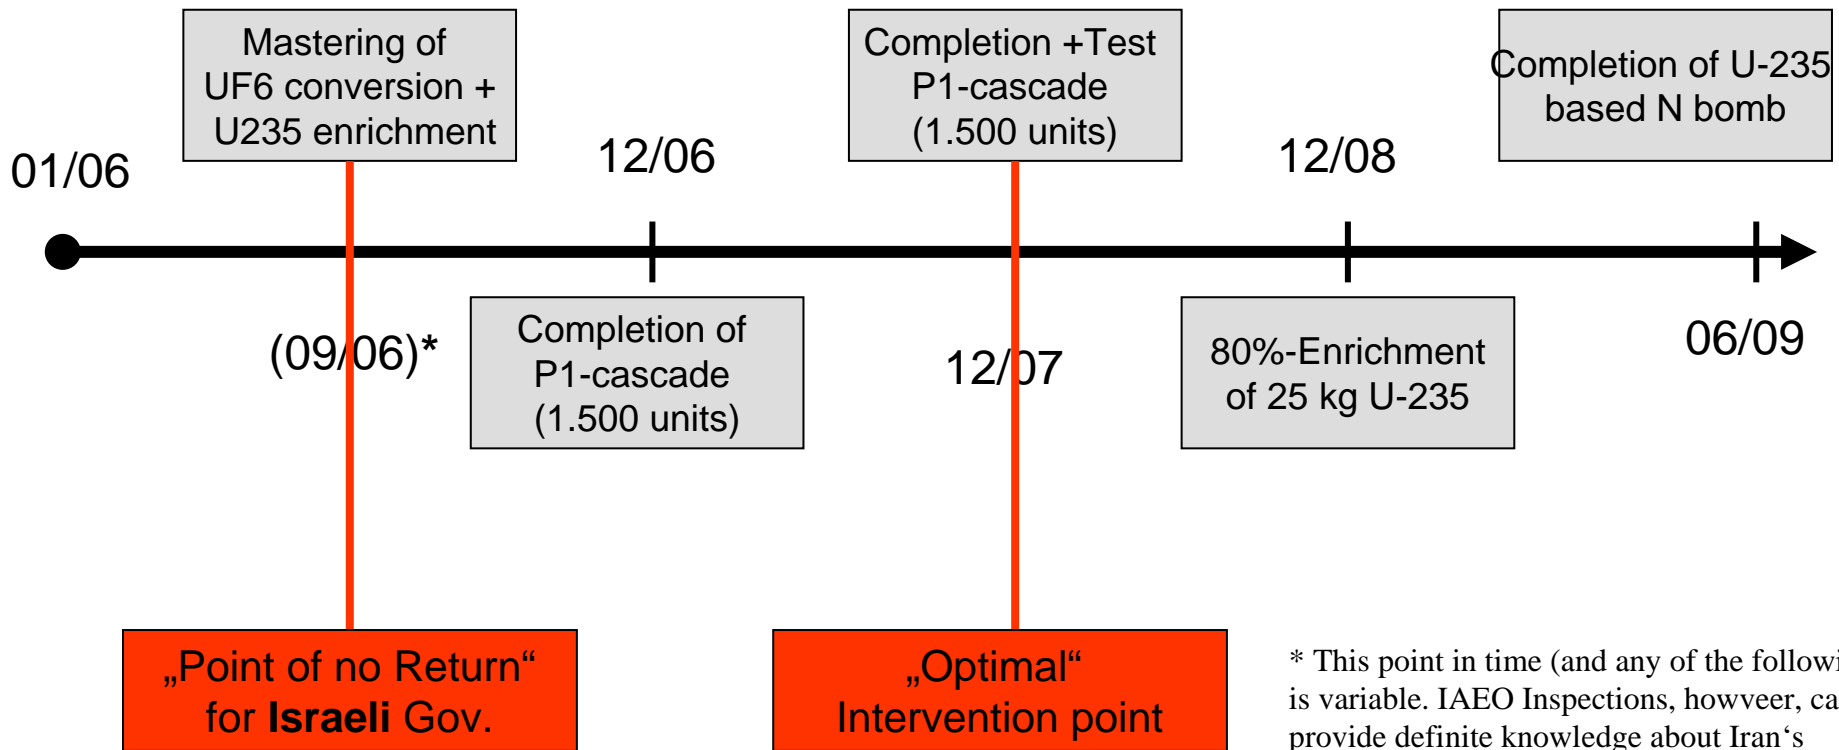 Mastering of
UF6 conversion +
U235 enrichment
Completion +Test
P1-cascade
(1.500 units)
Completion of U-235
based N bomb
01/06
12/06
12/08
(09/06)*
Completion of
P1-cascade
(1.500 units)
12/07
80%-Enrichment
of 25 kg U-235
06/09
„Point of no Return“
for Israeli Gov.
„Optimal“
Intervention point
* This point in time (and any of the followi
is variable. IAEO Inspections, howveer, ca
provide definite knowledge about Iran‘s